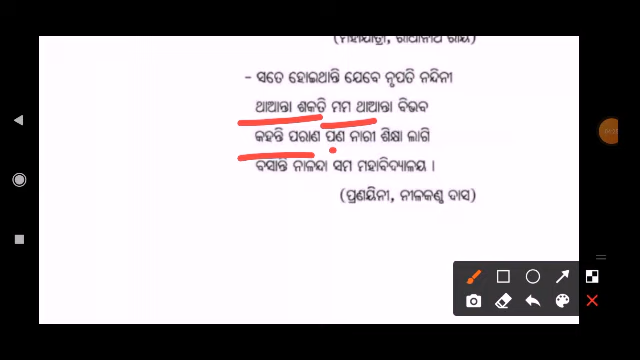 (ମହାଯାତ୍ରା, ରାଧାନାଥ ରାୟ)
- ସତେ ହୋଇଥାନ୍ତି ଯେବେ ନୃପତି ନନ୍ଦିନୀ
ଥାଆନ୍ତା ଶକତି ମମ ଥାଆନ୍ତା ବିଭବ
କହନ୍ତି ପରାଣ ପଣ ନାରୀ ଶିକ୍ଷା ଲାଗି
ବସାନ୍ତି ନାଳନ୍ଦା ସମ ମହାବିଦ୍ୟାଳୟ ।
(ପ୍ରଣୟିନୀ, ନୀଳକଣ୍ଠ ଦାସ)